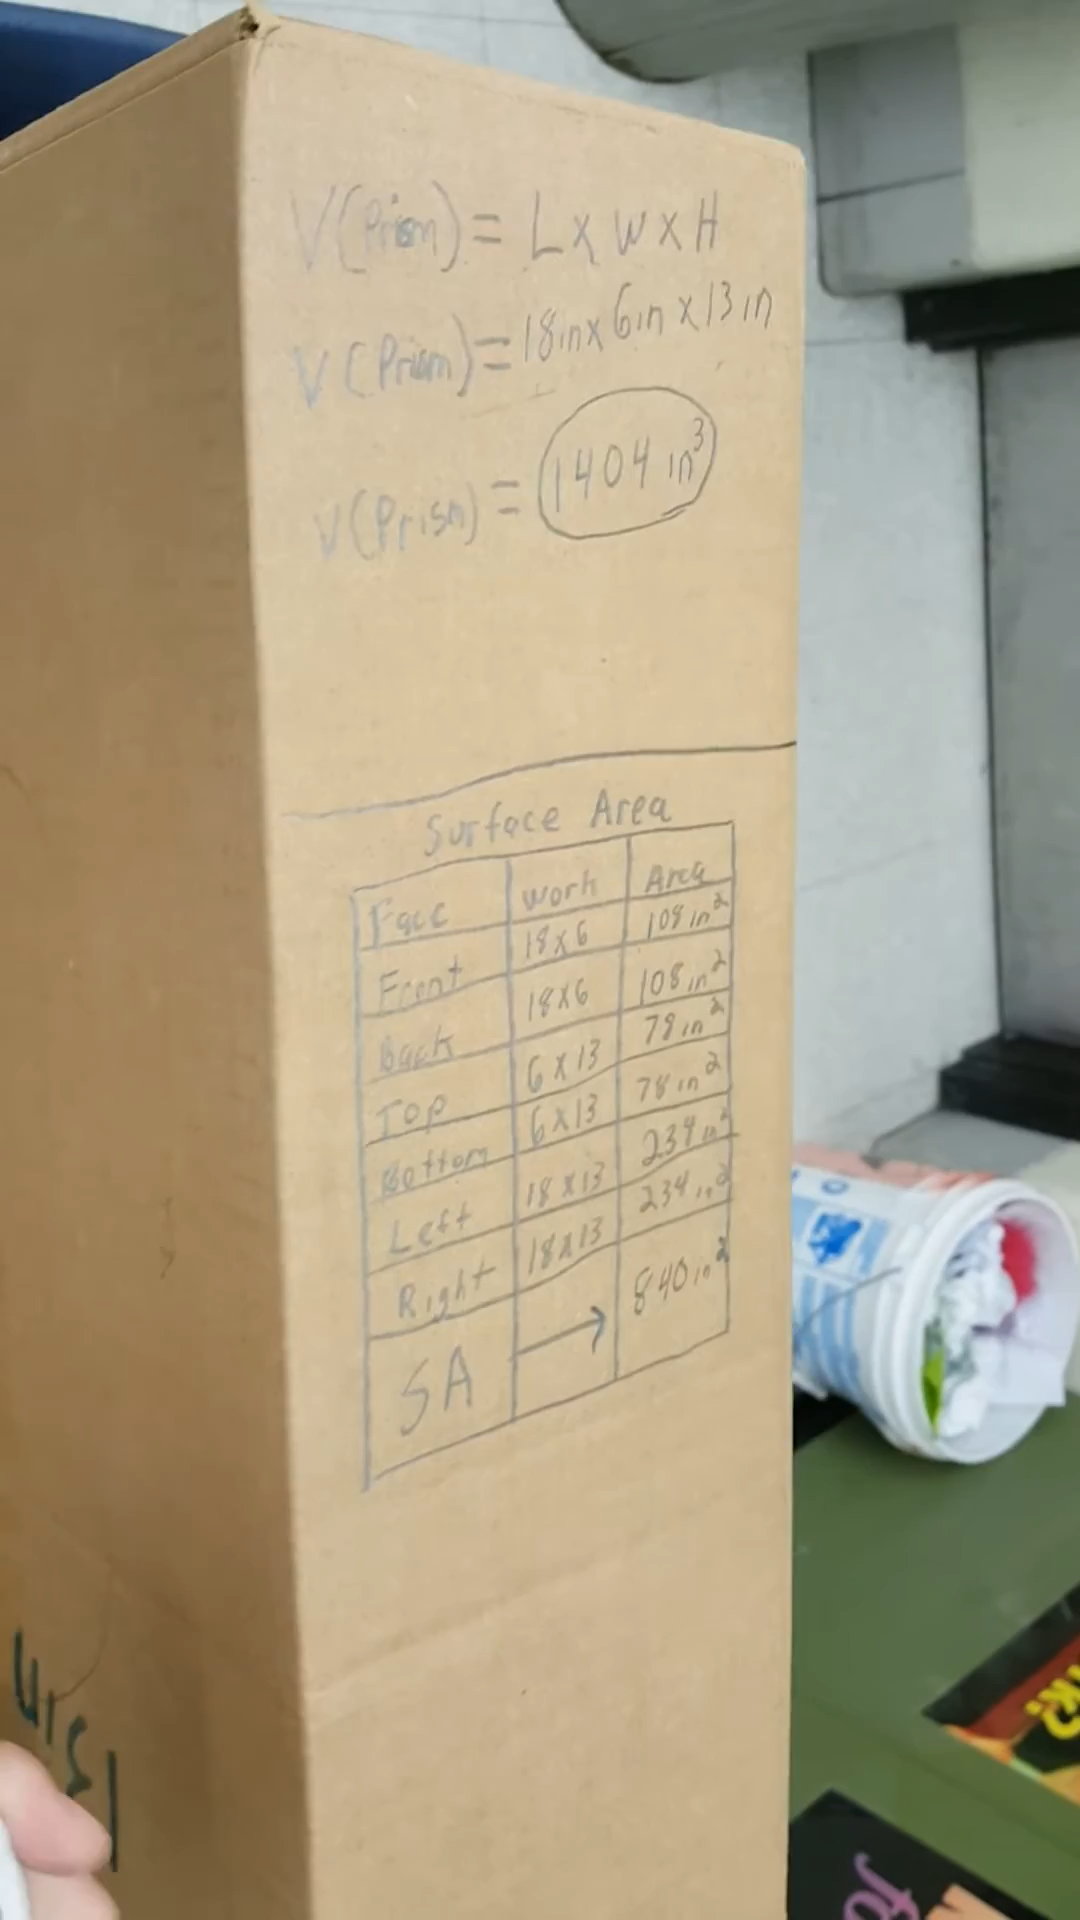 V(Prism) = L x W x H
V(Prism) = 18in x 6in x 13in
V(Prism) = 1404 in³
Surface Area
Face Work Area
Front 18x6 108 in²
Back 18x6 108 in²
Top 6x13 78 in²
Bottom 6x13 78 in²
Left 18x13 234 in²
Right 18x13 234 in²
SA → 840 in²
13in